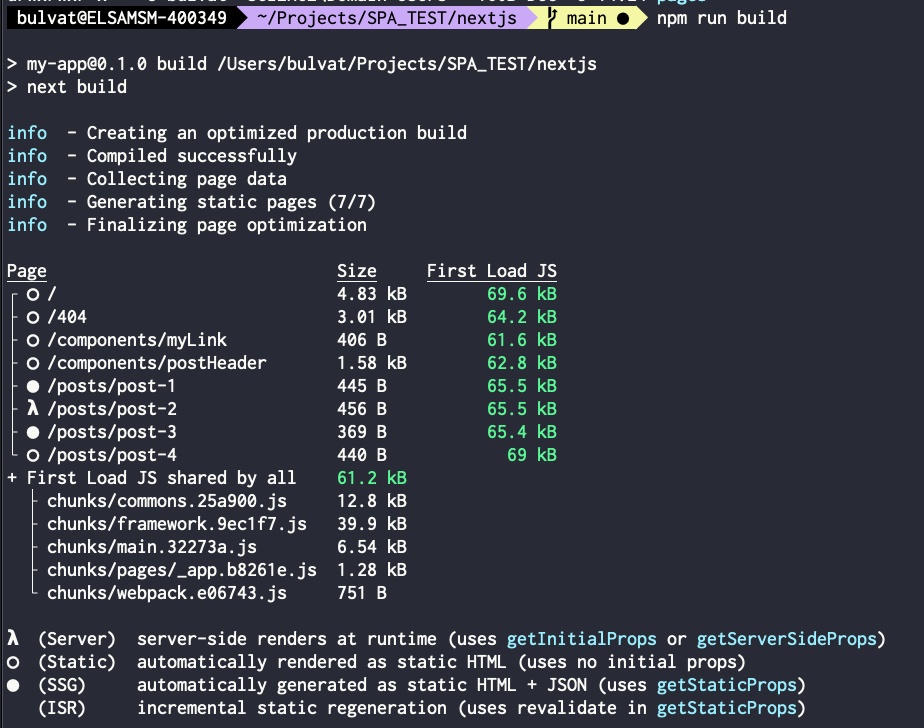 bulvat@ELSAMSM-400349 ~/Projects/SPA_TEST/nextjs main ● npm run build
> my-app@0.1.0 build /Users/bulvat/Projects/SPA_TEST/nextjs
> next build
info - Creating an optimized production build
info - Compiled successfully
info - Collecting page data
info - Generating static pages (7/7)
info - Finalizing page optimization
Page Size First Load JS
┌ ○ / 4.83 kB 69.6 kB
├ ○ /404 3.01 kB 64.2 kB
├ ○ /components/myLink 406 B 61.6 kB
├ ○ /components/postHeader 1.58 kB 62.8 kB
├ ● /posts/post-1 445 B 65.5 kB
├ λ /posts/post-2 456 B 65.5 kB
├ ● /posts/post-3 369 B 65.4 kB
└ ○ /posts/post-4 440 B 69 kB
+ First Load JS shared by all 61.2 kB
├ chunks/commons.25a900.js 12.8 kB
├ chunks/framework.9ec1f7.js 39.9 kB
├ chunks/main.32273a.js 6.54 kB
├ chunks/pages/_app.b8261e.js 1.28 kB
└ chunks/webpack.e06743.js 751 B
λ (Server) server-side renders at runtime (uses getInitialProps or getServerSideProps)
○ (Static) automatically rendered as static HTML (uses no initial props)
● (SSG) automatically generated as static HTML + JSON (uses getStaticProps)
(ISR) incremental static regeneration (uses revalidate in getStaticProps)